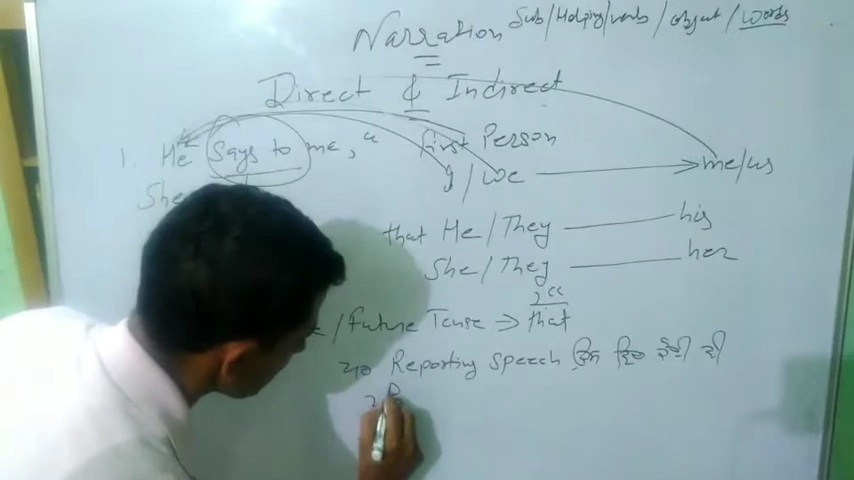 Narration Sub/Helping/verbs/object/words
Direct & Indirect
1. He Says to me, " first Person
I/we me/us
She
that He/They his
She/They her
, "
/Future Tense ⇒ that
Reporting Speech ਵਿੱਚ ਦੀ